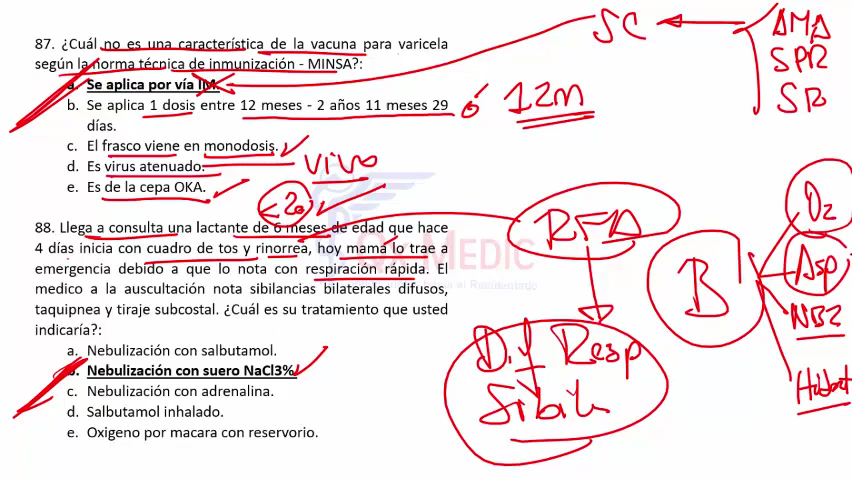 87. ¿Cuál no es una característica de la vacuna para varicela
según la norma técnica de inmunización - MINSA?:
a. Se aplica por vía IM.
b. Se aplica 1 dosis entre 12 meses - 2 años 11 meses 29
días.
c. El frasco viene en monodosis.
d. Es virus atenuado.
e. Es de la cepa OKA.
SC
AMA
SPR
SR
ó 12m
vivo
<2a
88. Llega a consulta una lactante de 6 meses de edad que hace
4 días inicia con cuadro de tos y rinorrea, hoy mamá lo trae a
emergencia debido a que lo nota con respiración rápida. El
medico a la auscultación nota sibilancias bilaterales difusos,
taquipnea y tiraje subcostal. ¿Cuál es su tratamiento que usted
indicaría?:
a. Nebulización con salbutamol.
b. Nebulización con suero NaCl3%.
c. Nebulización con adrenalina.
d. Salbutamol inhalado.
e. Oxigeno por macara con reservorio.
RFA
Dif Resp
B
O2
Asp
NBZ
MEDIC